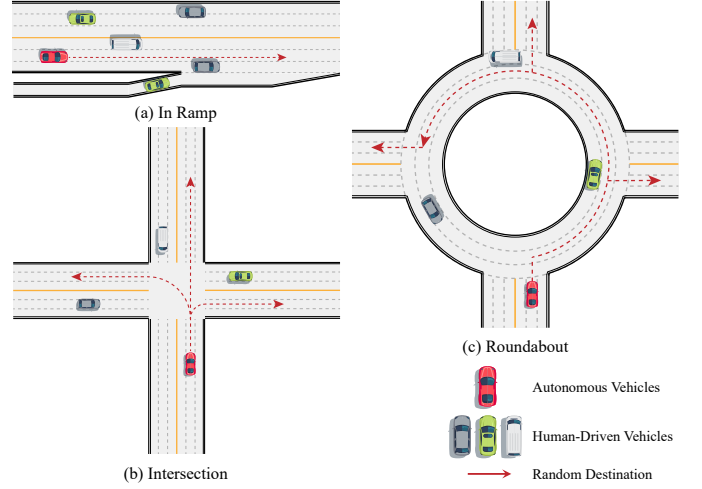 (a) In Ramp
(b) Intersection
(c) Roundabout
Autonomous Vehicles
Human-Driven Vehicles
Random Destination